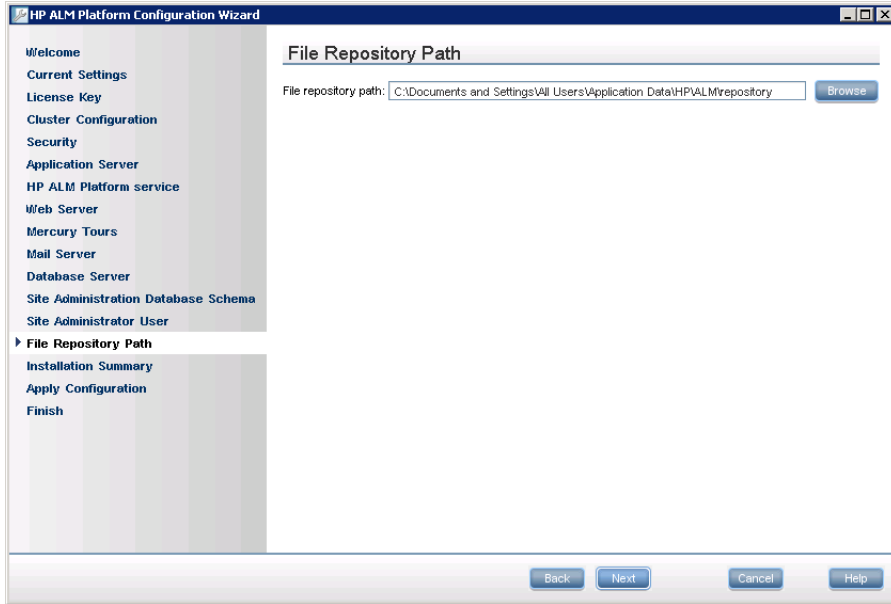 HP ALM Platform Configuration Wizard
Welcome
Current Settings
License Key
Cluster Configuration
Security
Application Server
HP ALM Platform service
Web Server
Mercury Tours
Mail Server
Database Server
Site Administration Database Schema
Site Administrator User
File Repository Path
Installation Summary
Apply Configuration
Finish
File Repository Path
File repository path: C:\Documents and Settings\All Users\Application Data\HP\ALM\repository Browse
Back Next Cancel Help